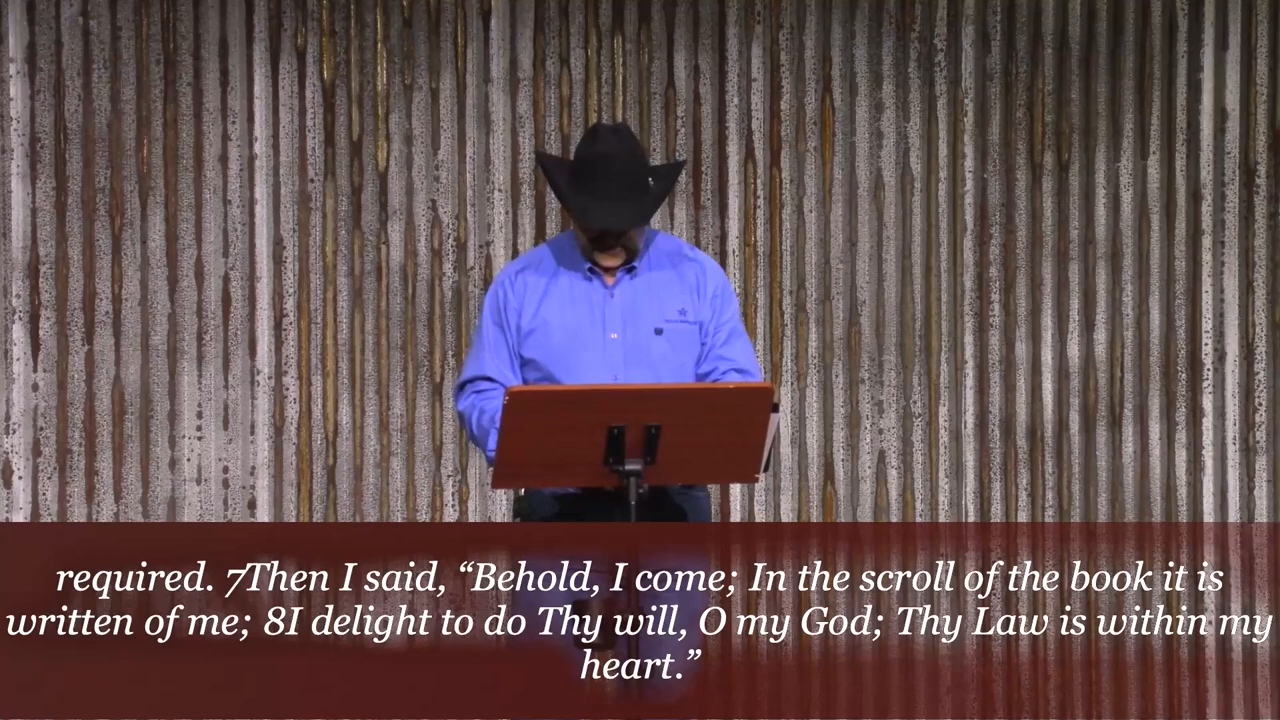 required. 7Then I said, “Behold, I come; In the scroll of the book it is
written of me; 8I delight to do Thy will, O my God; Thy Law is within my
heart.”